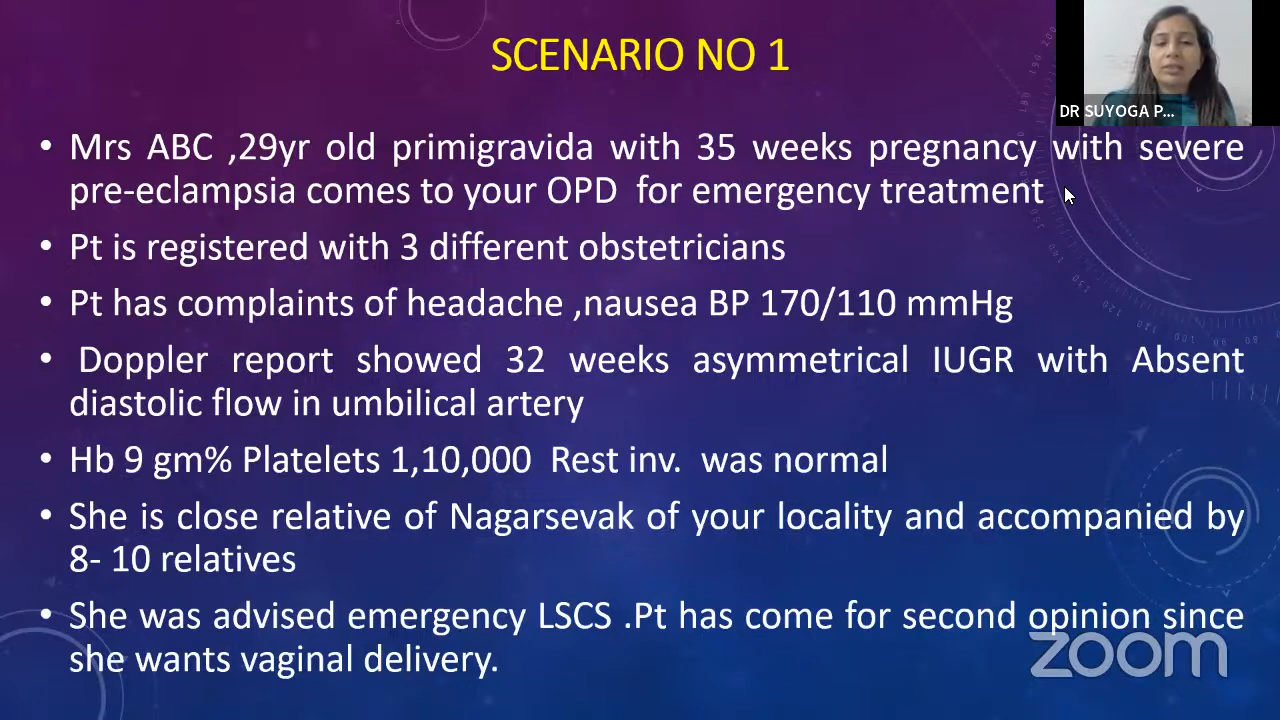 SCENARIO NO 1
DR SUYOGA P...
• Mrs ABC ,29yr old primigravida with 35 weeks pregnancy with severe
pre-eclampsia comes to your OPD for emergency treatment
• Pt is registered with 3 different obstetricians
• Pt has complaints of headache ,nausea BP 170/110 mmHg
• Doppler report showed 32 weeks asymmetrical IUGR with Absent
diastolic flow in umbilical artery
• Hb 9 gm% Platelets 1,10,000 Rest inv. was normal
• She is close relative of Nagarsevak of your locality and accompanied by
8- 10 relatives
• She was advised emergency LSCS .Pt has come for second opinion since
she wants vaginal delivery.
zoom